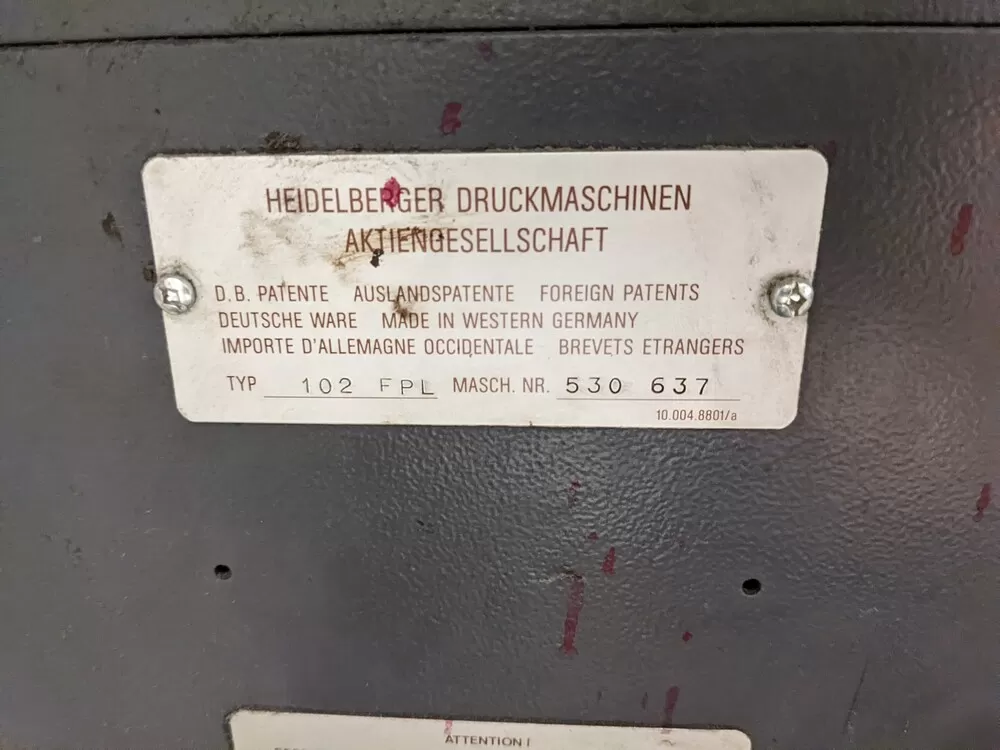 HEIDELBERGER DRUCKMASCHINEN
AKTIENGESELLSCHAFT
D.B. PATENTE AUSLANDSPATENTE FOREIGN PATENTS
DEUTSCHE WARE MADE IN WESTERN GERMANY
IMPORTE D'ALLEMAGNE OCCIDENTALE BREVETS ETRANGERS
TYP 102 FPL MASCH. NR. 530 637
10.004.8801/a
ATTENTION !